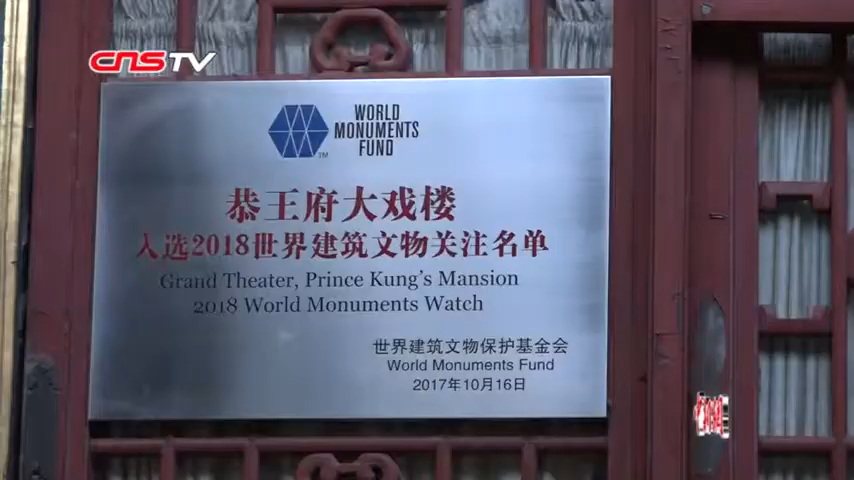 CNSTV
WORLD
MONUMENTS
FUND
TM
恭王府大戏楼
入选2018世界建筑文物关注名单
Grand Theater, Prince Kung's Mansion
2018 World Monuments Watch
世界建筑文物保护基金会
World Monuments Fund
2017年10月16日